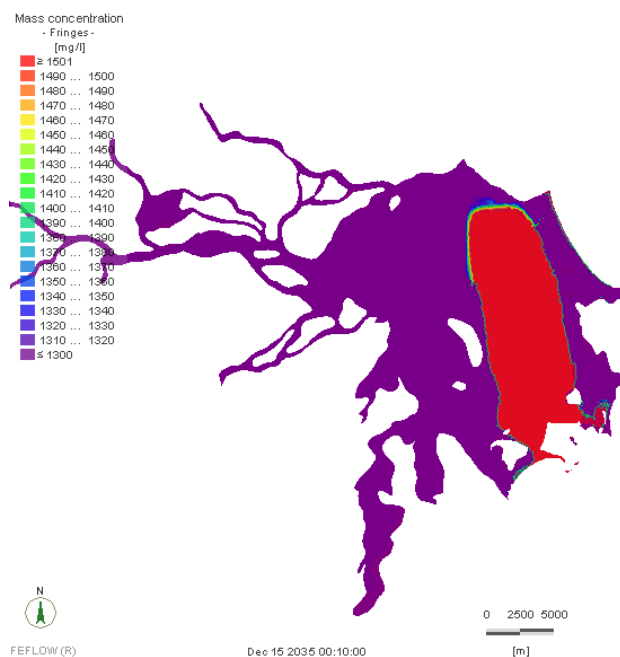 Mass concentration
- Fringes -
[mg/l]
≥ 1501
1490 ... 1500
1480 ... 1490
1470 ... 1480
1460 ... 1470
1450 ... 1460
1440 ... 1450
1430 ... 1440
1420 ... 1430
1410 ... 1420
1400 ... 1410
1390 ... 1400
1380 ... 1390
1370 ... 1380
1360 ... 1370
1350 ... 1360
1340 ... 1350
1330 ... 1340
1320 ... 1330
1310 ... 1320
≤ 1300
N
0 2500 5000
FEFLOW (R)
Dec 15 2035 00:10:00
[m]